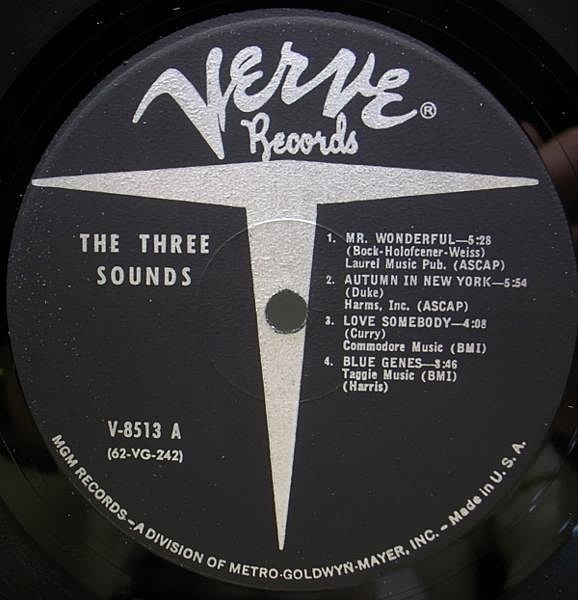 Verve®
Records
THE THREE
SOUNDS
1. MR. WONDERFUL—5:28
(Bock-Holofcener-Weiss)
Laurel Music Pub. (ASCAP)
2. AUTUMN IN NEW YORK—5:54
(Duke)
Harms, Inc. (ASCAP)
3. LOVE SOMEBODY—4:08
(Curry)
Commodore Music (BMI)
4. BLUE GENES—3:46
Taggie Music (BMI)
(Harris)
V-8513 A
(62-VG-242)
MGM RECORDS—A DIVISION OF METRO-GOLDWYN-MAYER, INC. – Made in U. S. A.